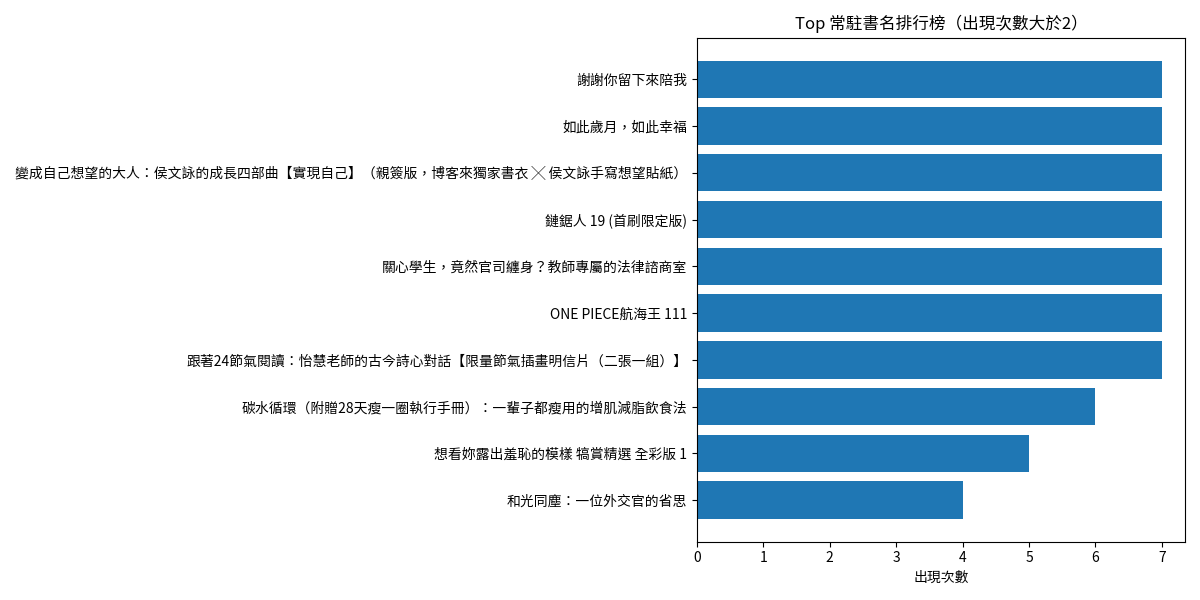 Top 常駐書名排行榜（出現次數大於2）
謝謝你留下來陪我
如此歲月，如此幸福
變成自己想望的大人：侯文詠的成長四部曲【實現自己】（親簽版，博客來獨家書衣 ╳ 侯文詠手寫想望貼紙）
鏈鋸人 19 (首刷限定版)
關心學生，竟然官司纏身？教師專屬的法律諮商室
ONE PIECE航海王 111
跟著24節氣閱讀：怡慧老師的古今詩心對話【限量節氣插畫明信片（二張一組）】
碳水循環（附贈28天瘦一圈執行手冊）：一輩子都瘦用的增肌減脂飲食法
想看妳露出羞恥的模樣 犒賞精選 全彩版 1
和光同塵：一位外交官的省思
0 1 2 3 4 5 6 7
出現次數